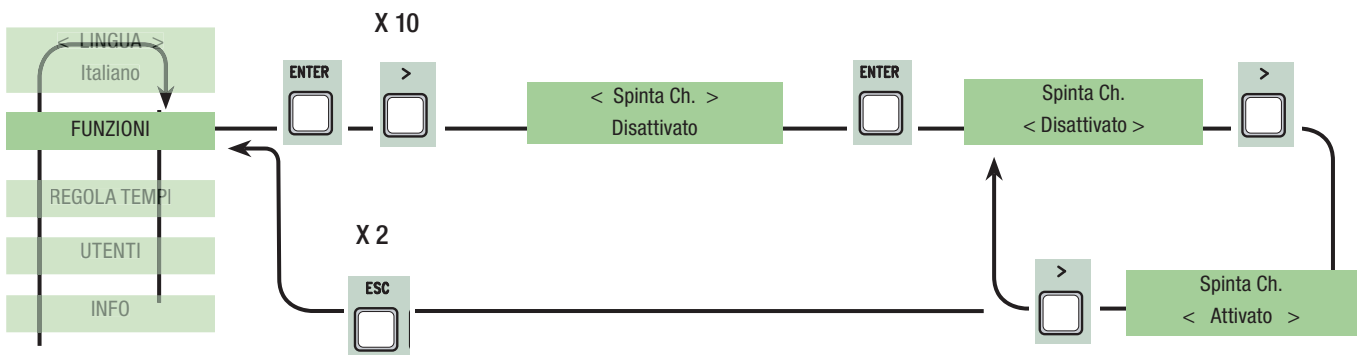 X 10
< LINGUA >
Italiano
FUNZIONI
REGOLA TEMPI
UTENTI
INFO
ENTER
>
< Spinta Ch. >
Disattivato
ENTER
Spinta Ch.
< Disattivato >
>
X 2
ESC
>
Spinta Ch.
< Attivato >